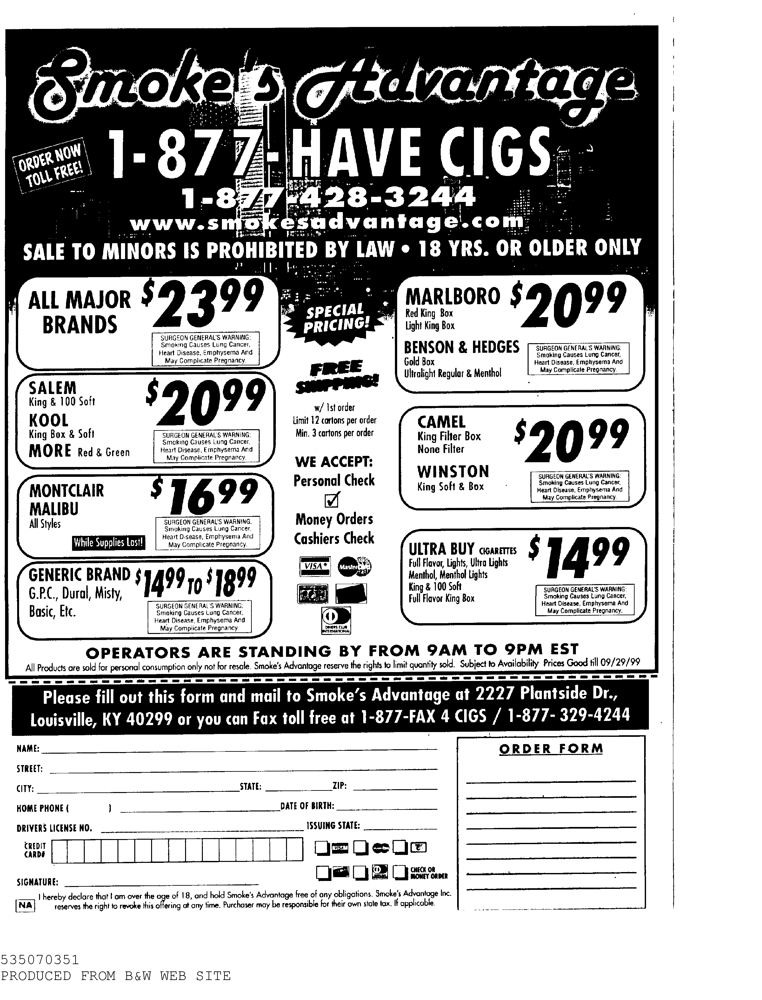 Smoke's Advantage
ORDER NOW
TOLL FREE!
1-877-HAVE CIGS
1-877-428-3244
www.smokesadvantage.com
SALE TO MINORS IS PROHIBITED BY LAW • 18 YRS. OR OLDER ONLY
ALL MAJOR
BRANDS
$23.99
SURGEON GENERAL'S WARNING:
Smoking Causes Lung Cancer,
Heart Disease, Emphysema And
May Complicate Pregnancy.
SALEM
King & 100 Soft
KOOL
King Box & Soft
MORE Red & Green
$20.99
SURGEON GENERAL'S WARNING:
Smoking Causes Lung Cancer,
Heart Disease, Emphysema And
May Complicate Pregnancy.
MONTCLAIR
MALIBU
All Styles
While Supplies Last!
$16.99
SURGEON GENERAL'S WARNING:
Smoking Causes Lung Cancer,
Heart Disease, Emphysema And
May Complicate Pregnancy.
GENERIC BRAND $14.99 TO $18.99
G.P.C., Dural, Misty,
Basic, Etc.
SURGEON GENERAL'S WARNING:
Smoking Causes Lung Cancer,
Heart Disease, Emphysema And
May Complicate Pregnancy.
SPECIAL
PRICING!
FREE
SHIPPING!
w/ 1st order
Limit 12 cartons per order
Min. 3 cartons per order
WE ACCEPT:
Personal Check
Money Orders
Cashiers Check
VISA
MasterCard
DINERS CLUB
INTERNATIONAL
MARLBORO
Red King Box
Light King Box
BENSON & HEDGES
Gold Box
Ultralight Regular & Menthol
$20.99
SURGEON GENERAL'S WARNING:
Smoking Causes Lung Cancer,
Heart Disease, Emphysema And
May Complicate Pregnancy.
CAMEL
King Filter Box
None Filter
WINSTON
King Soft & Box
$20.99
SURGEON GENERAL'S WARNING:
Smoking Causes Lung Cancer,
Heart Disease, Emphysema And
May Complicate Pregnancy.
ULTRA BUY CIGARETTES
Full Flavor, Lights, Ultra Lights
Menthol, Menthol Lights
King & 100 Soft
Full Flavor King Box
$14.99
SURGEON GENERAL'S WARNING:
Smoking Causes Lung Cancer,
Heart Disease, Emphysema And
May Complicate Pregnancy.
OPERATORS ARE STANDING BY FROM 9AM TO 9PM EST
All Products are sold for personal consumption only not for resale. Smoke's Advantage reserve the rights to limit quantity sold. Subject to Availability Prices Good till 09/29/99
Please fill out this form and mail to Smoke's Advantage at 2227 Plantside Dr.,
Louisville, KY 40299 or you can Fax toll free at 1-877-FAX 4 CIGS / 1-877- 329-4244
NAME:
STREET:
CITY: STATE: ZIP:
HOME PHONE ( ) DATE OF BIRTH:
DRIVERS LICENSE NO. ISSUING STATE:
CREDIT
CARD#
CHECK OR
MONEY ORDER
SIGNATURE:
I hereby declare that I am over the age of 18, and hold Smoke's Advantage free of any obligations. Smoke's Advantage Inc.
NA reserves the right to revoke this offering at any time. Purchaser may be responsible for their own state tax. If applicable.
ORDER FORM
535070351
PRODUCED FROM B&W WEB SITE